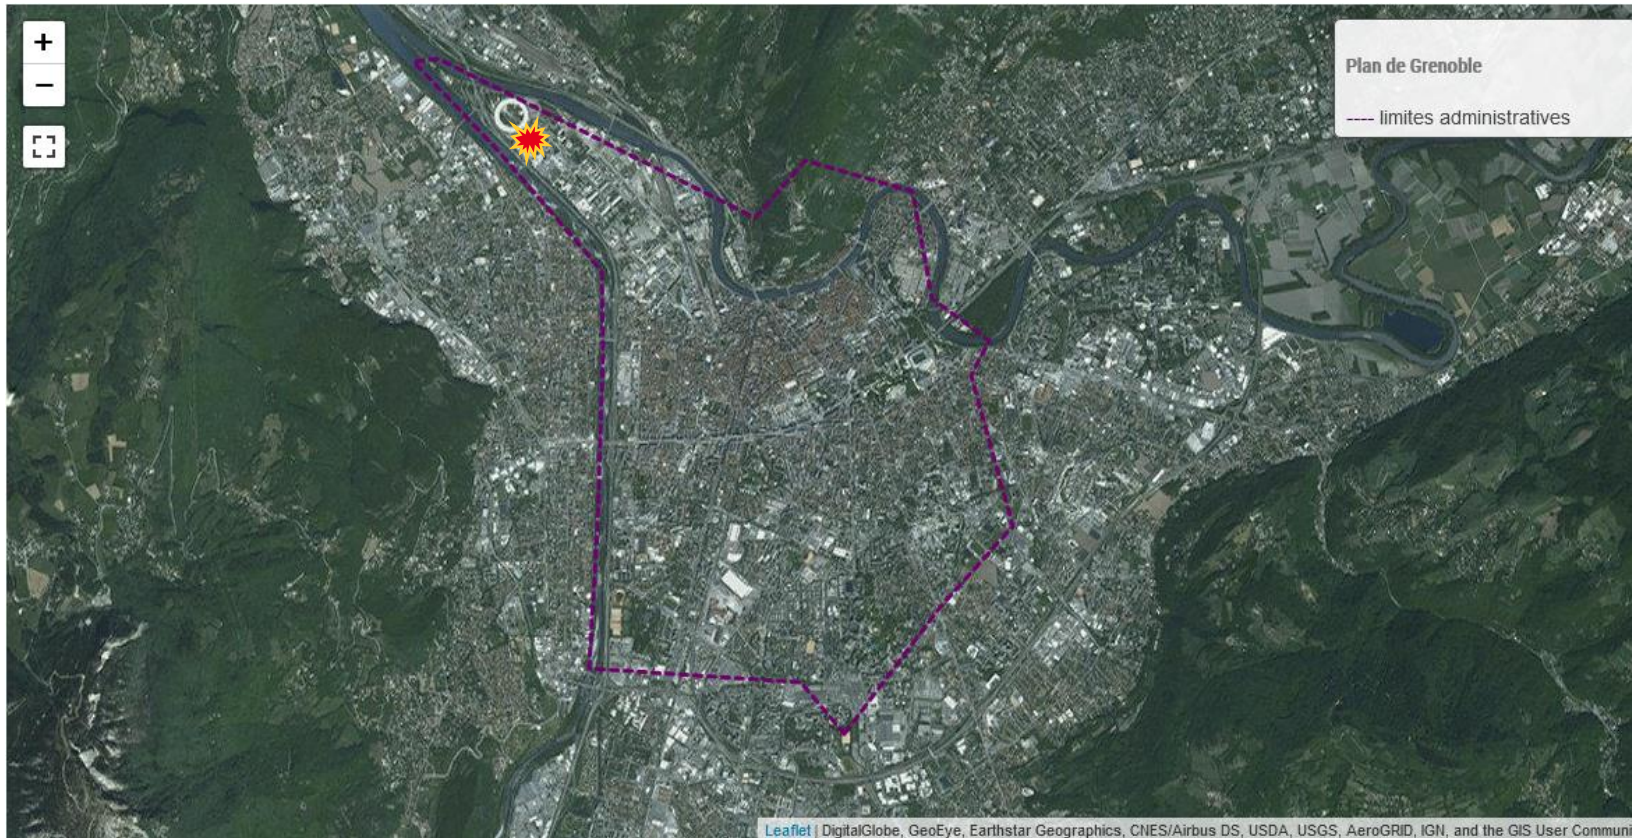 +
−
Plan de Grenoble
---- limites administratives
Leaflet | DigitalGlobe, GeoEye, Earthstar Geographics, CNES/Airbus DS, USDA, USGS, AeroGRID, IGN, and the GIS User Communi